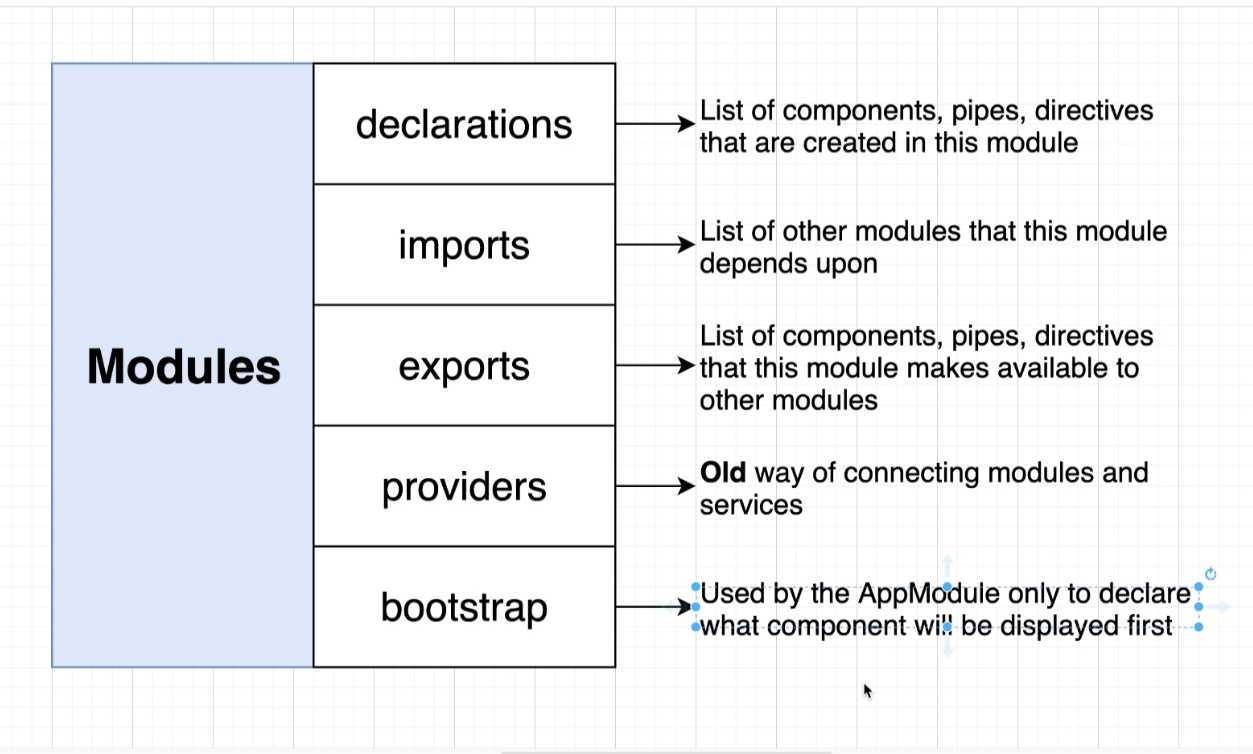 Modules
declarations
List of components, pipes, directives
that are created in this module
imports
List of other modules that this module
depends upon
exports
List of components, pipes, directives
that this module makes available to
other modules
providers
Old way of connecting modules and
services
bootstrap
Used by the AppModule only to declare
what component will be displayed first